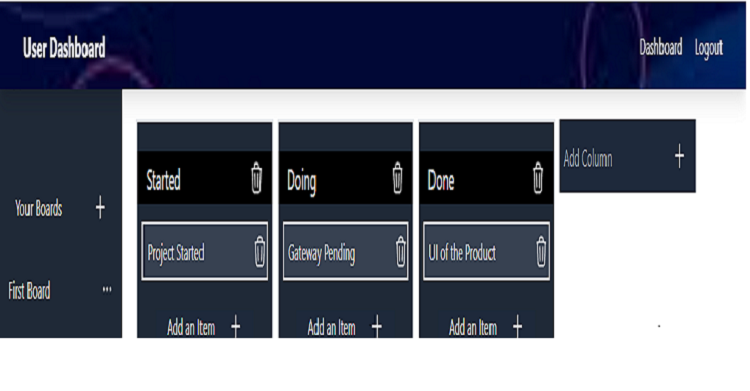 User Dashboard
Dashboard Logout
Your Boards
First Board
Started
Project Started
Add an Item
Doing
Gateway Pending
Add an Item
Done
UI of the Product
Add an Item
Add Column